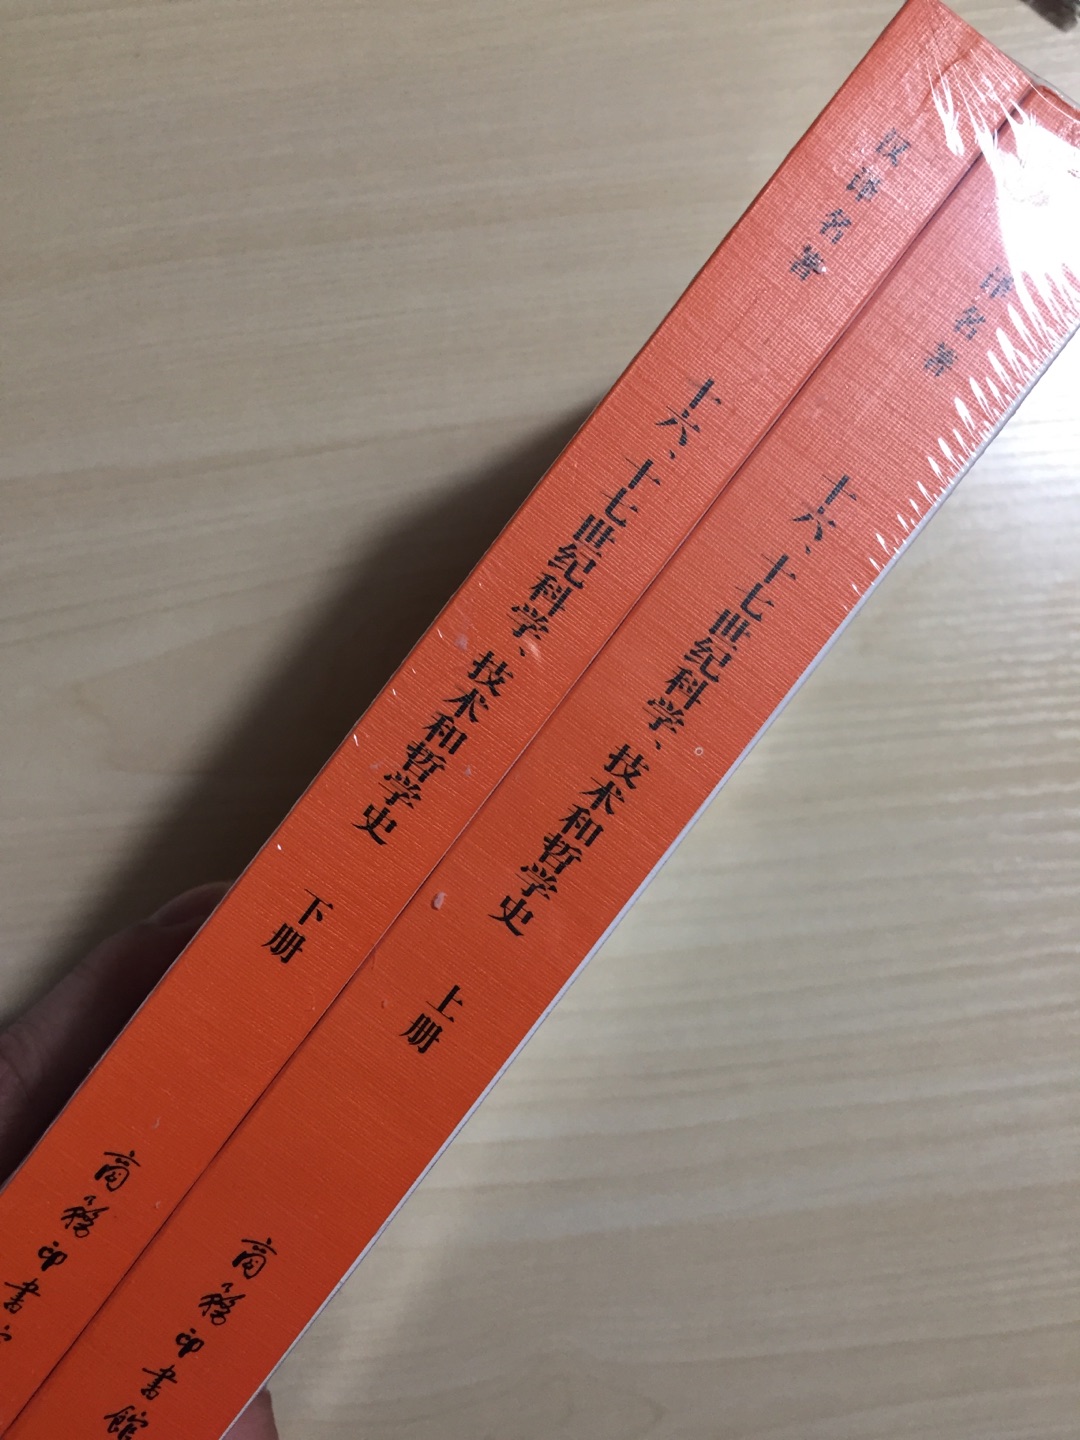 汉译名著
十六、十七世纪科学、技术和哲学史
下册
商务印书
译名著
十六、十七世纪科学、技术和哲学史
上册
商务印书館